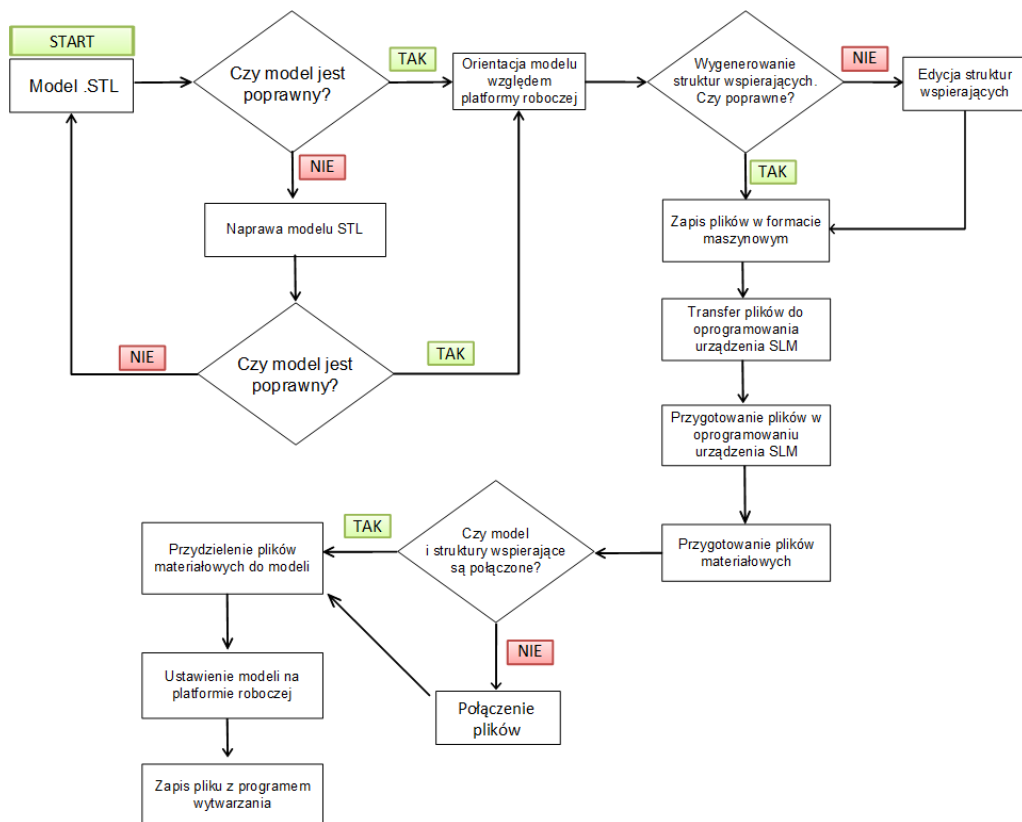 START
Model .STL
Czy model jest
poprawny?
TAK
Orientacja modelu
względem
platformy roboczej
Wygenerowanie
struktur wspierających.
Czy poprawne?
NIE
Edycja struktur
wspierających
NIE
TAK
Naprawa modelu STL
Zapis plików w formacie
maszynowym
Transfer plików do
oprogramowania
urządzenia SLM
NIE
Czy model jest
poprawny?
TAK
Przygotowanie plików w
oprogramowaniu
urządzenia SLM
Przydzielenie plików
materiałowych do modeli
TAK
Czy model
i struktury wspierające
są połączone?
Przygotowanie plików
materiałowych
NIE
Ustawienie modeli na
platformie roboczej
Połączenie
plików
Zapis pliku z programem
wytwarzania